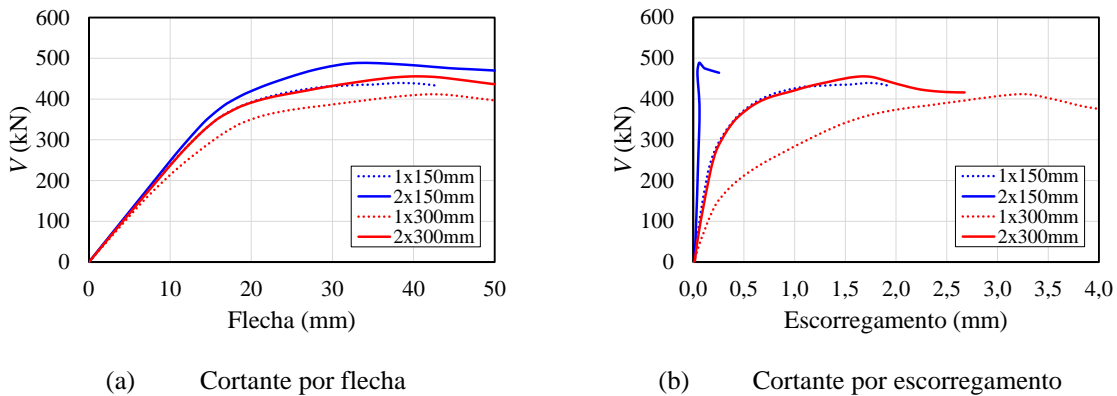 600
500
400
300
200
100
0
V (kN)
0 10 20 30 40 50
Flecha (mm)
1x150mm
2x150mm
1x300mm
2x300mm
(a) Cortante por flecha
600
500
400
300
200
100
0
V (kN)
0,0 0,5 1,0 1,5 2,0 2,5 3,0 3,5 4,0
Escorregamento (mm)
1x150mm
2x150mm
1x300mm
2x300mm
(b) Cortante por escorregamento